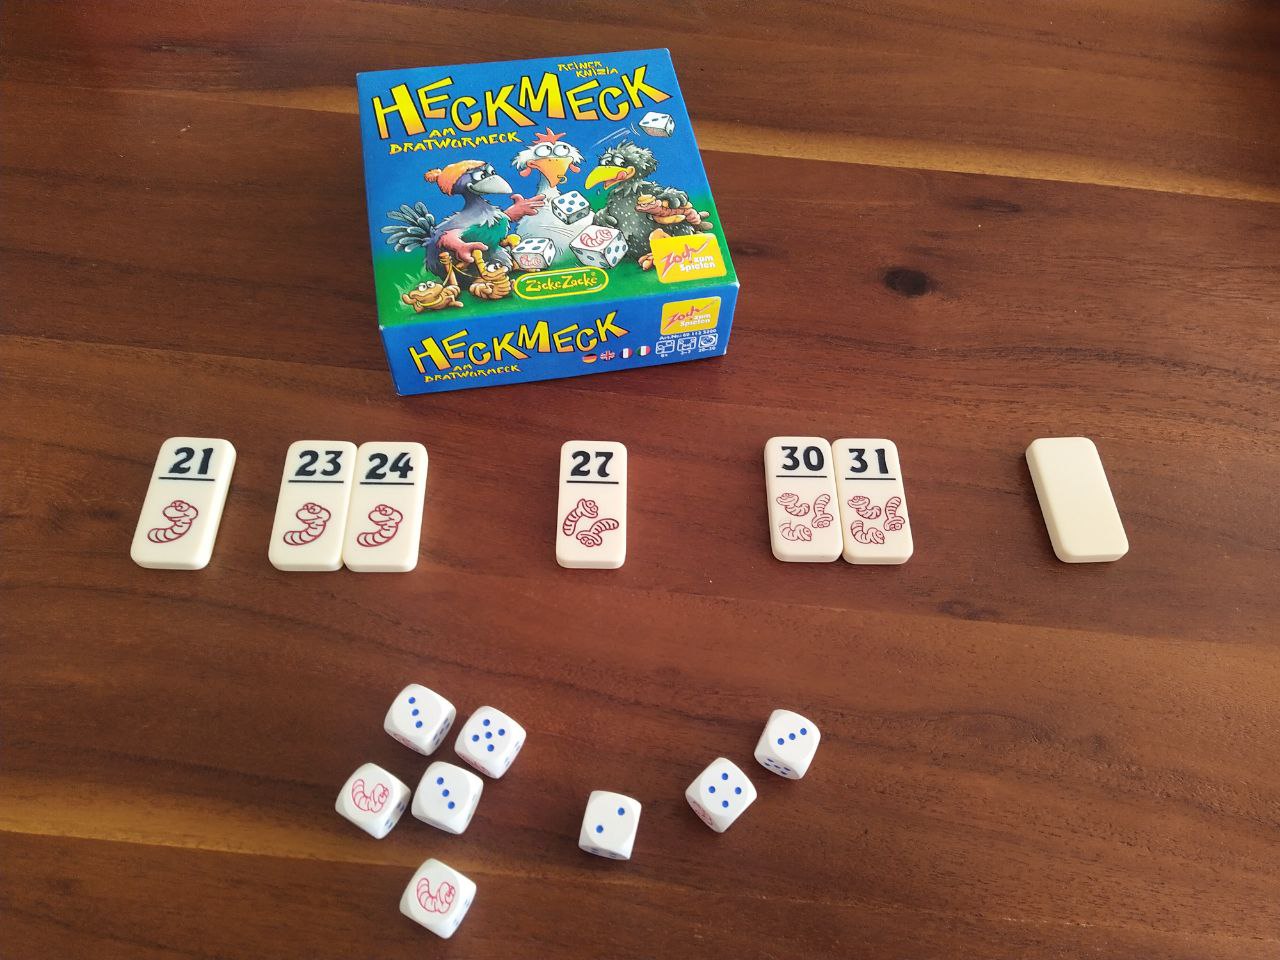 REINER
KNIZIA
HECKMECK
AM
BRATWURMECK
Zoch zum
Spielen
Zicke Zacke®
HECKMECK
AM
BRATWURMECK
Zoch zum
Spielen
21 23 24 27 30 31